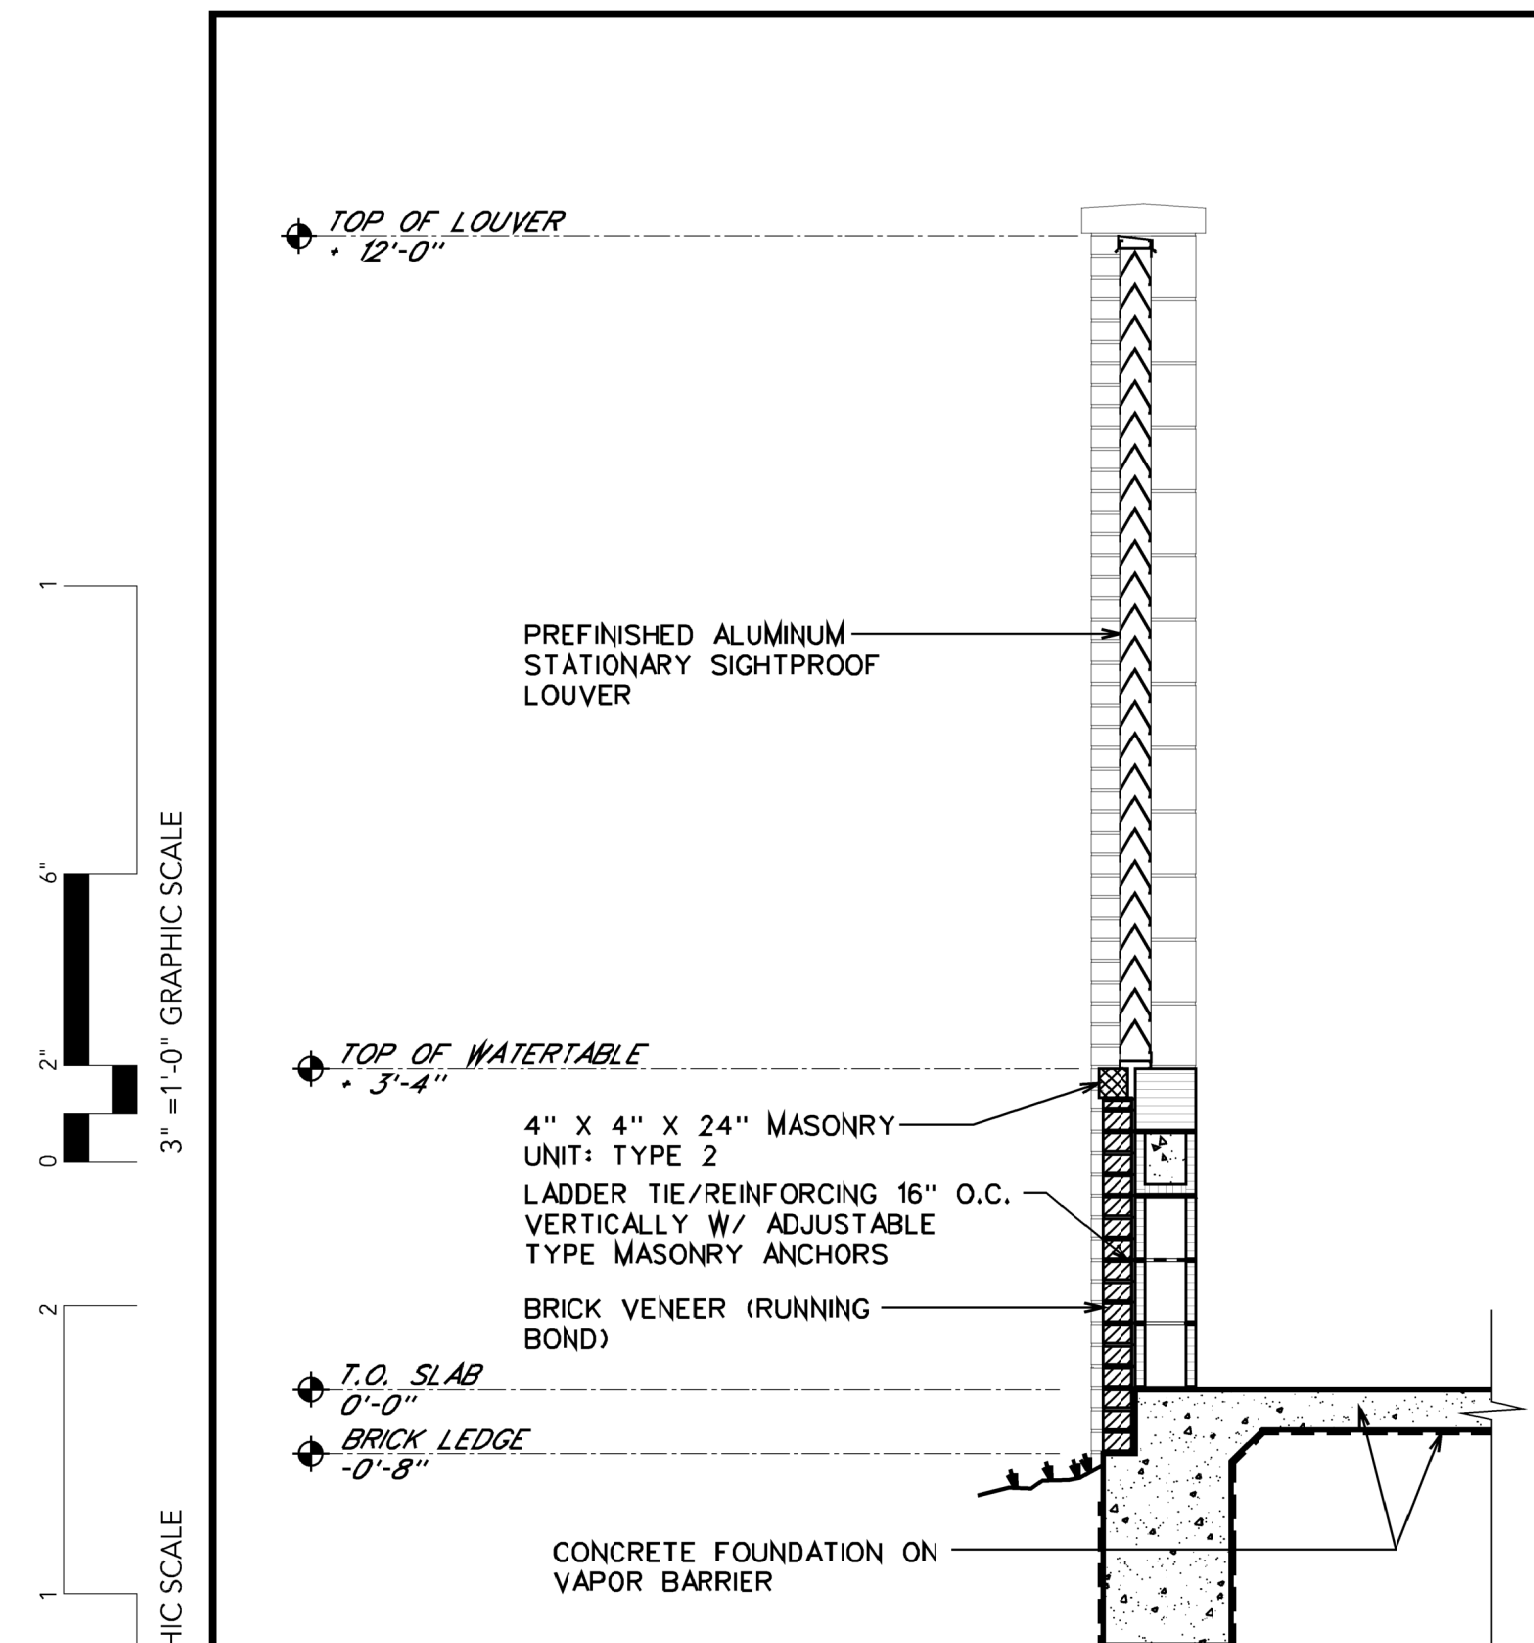 TOP OF LOUVER
+ 12'-0"
PREFINISHED ALUMINUM
STATIONARY SIGHTPROOF
LOUVER
TOP OF WATERTABLE
+ 3'-4"
4" X 4" X 24" MASONRY
UNIT: TYPE 2
LADDER TIE/REINFORCING 16" O.C.
VERTICALLY W/ ADJUSTABLE
TYPE MASONRY ANCHORS
BRICK VENEER (RUNNING
BOND)
T.O. SLAB
0'-0"
BRICK LEDGE
-0'-8"
CONCRETE FOUNDATION ON
VAPOR BARRIER
1
6"
2"
0
3" =1'-0" GRAPHIC SCALE
2
1
HIC SCALE